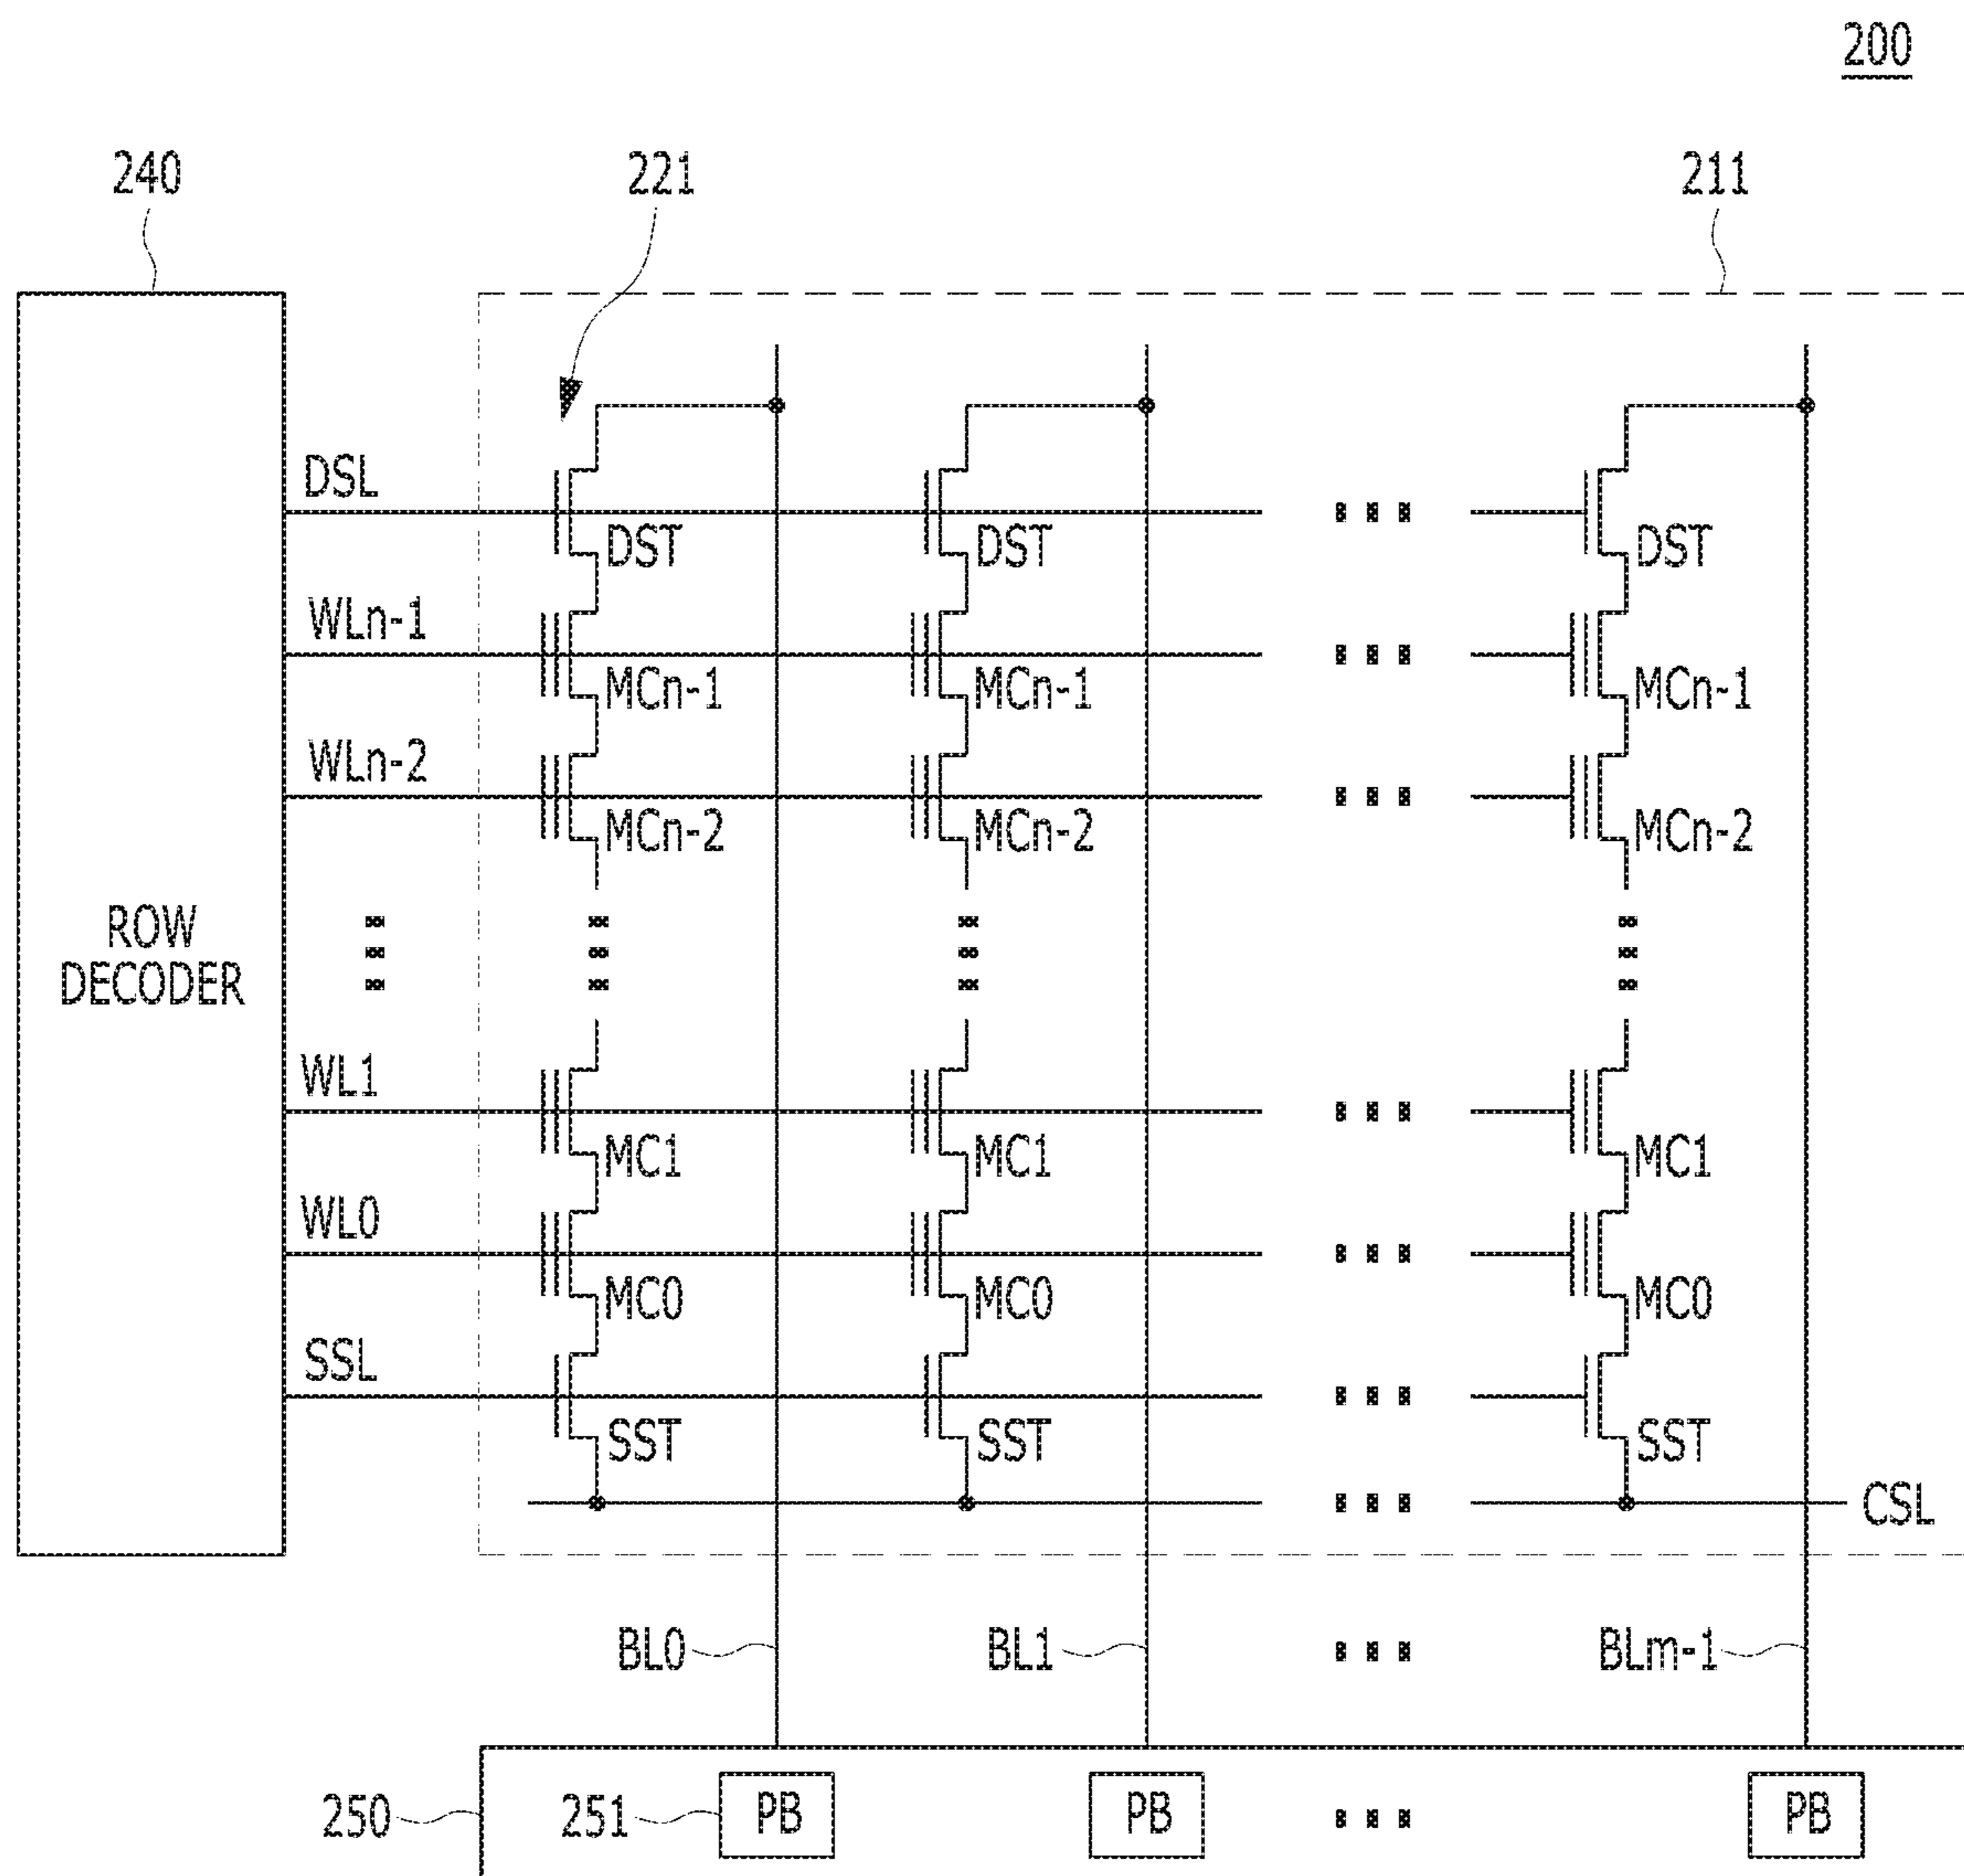 200
240 221 211
DSL
DST DST DST
WLn-1
MCn-1 MCn-1 MCn-1
WLn-2
MCn-2 MCn-2 MCn-2
ROW
DECODER
WL1
MC1 MC1 MC1
WL0
MC0 MC0 MC0
SSL
SST SST SST
CSL
BL0 BL1 BLm-1
250 251 PB PB PB